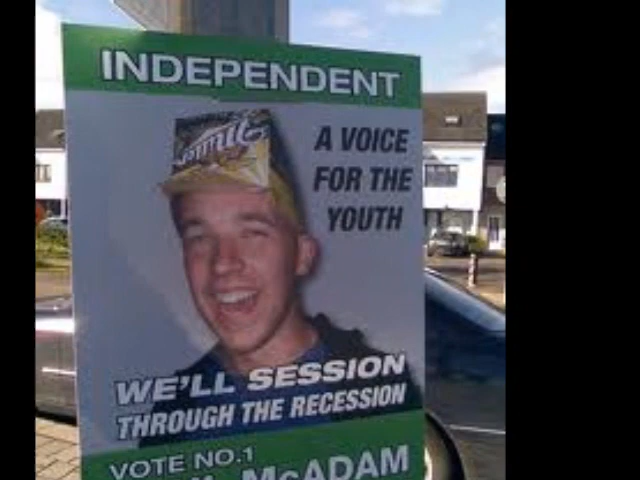 INDEPENDENT
A VOICE
FOR THE
YOUTH
WE'LL SESSION
THROUGH THE RECESSION
VOTE NO.1
McADAM